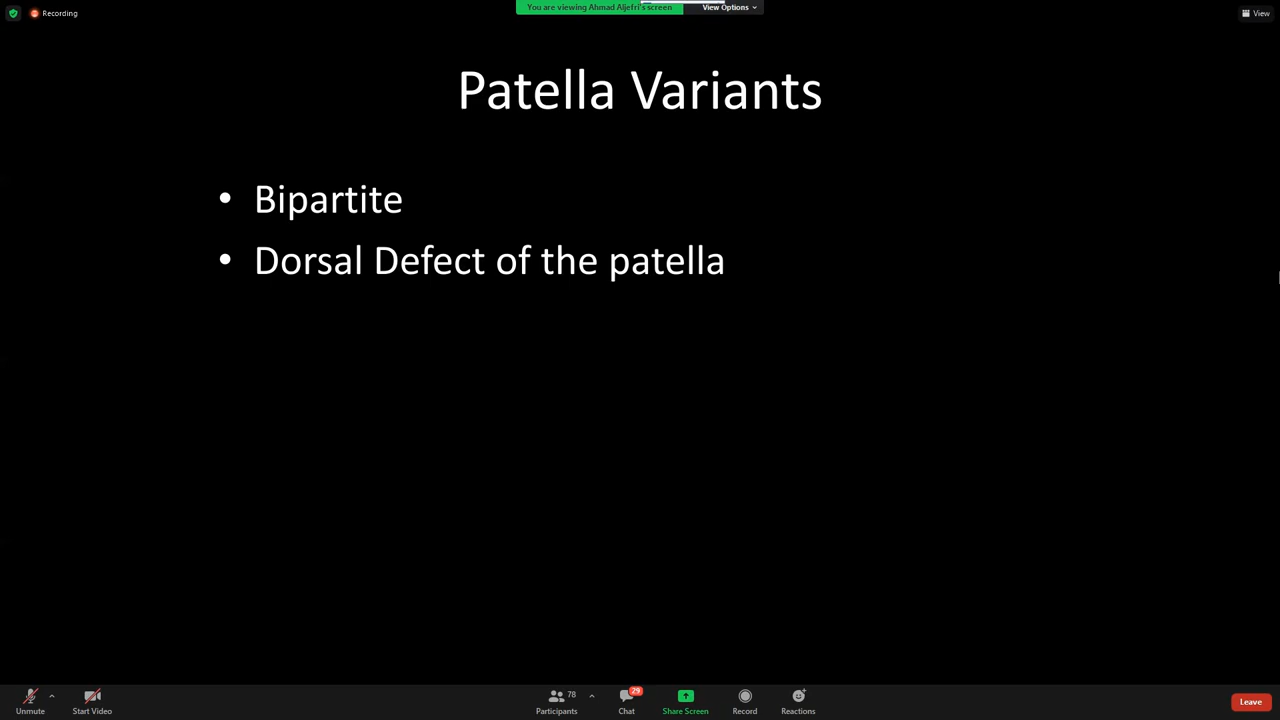 Recording
You are viewing Ahmad Aljefri's screen
View Options
View
Patella Variants
• Bipartite
• Dorsal Defect of the patella
Unmute
Start Video
78
Participants
29
Chat
Share Screen
Record
Reactions
Leave